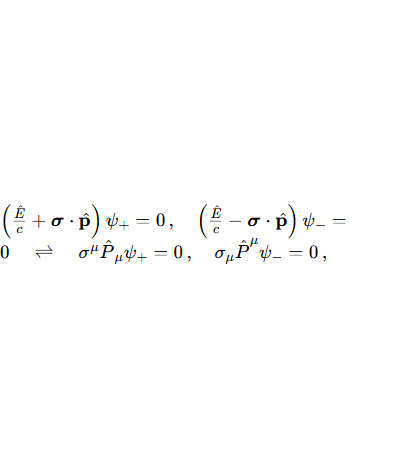 (Ê/c + σ · p̂) ψ₊ = 0 , (Ê/c − σ · p̂) ψ₋ =
0 ⇌ σ^μ P̂_μ ψ₊ = 0 , σ_μ P̂^μ ψ₋ = 0 ,